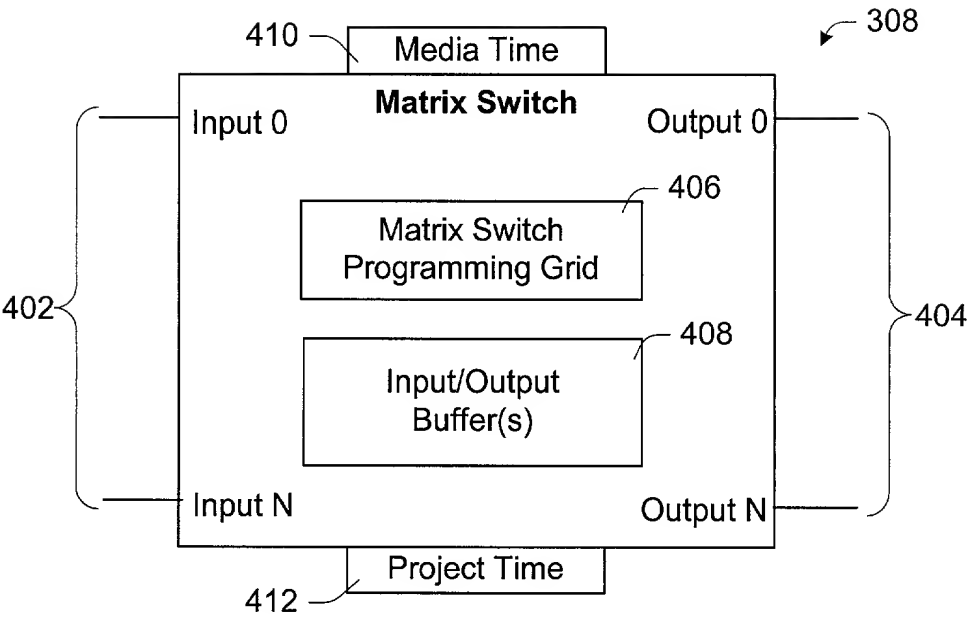 308
410
Media Time
Matrix Switch
Input 0
Output 0
406
Matrix Switch
Programming Grid
402
404
408
Input/Output
Buffer(s)
Input N
Output N
Project Time
412